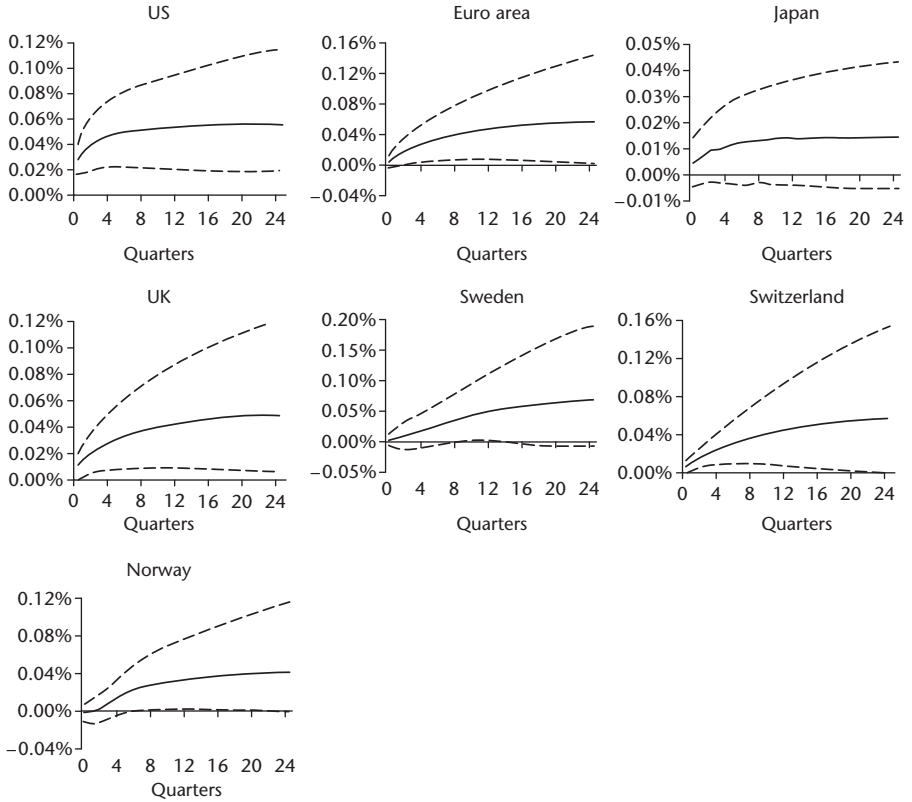 US
0.12%
0.10%
0.08%
0.06%
0.04%
0.02%
0.00%
0 4 8 12 16 20 24
Quarters
Euro area
0.16%
0.12%
0.08%
0.04%
0.00%
−0.04%
0 4 8 12 16 20 24
Quarters
Japan
0.05%
0.04%
0.03%
0.02%
0.01%
0.00%
−0.01%
0 4 8 12 16 20 24
Quarters
UK
0.12%
0.10%
0.08%
0.06%
0.04%
0.02%
0.00%
0 4 8 12 16 20 24
Quarters
Sweden
0.20%
0.15%
0.10%
0.05%
0.00%
−0.05%
0 4 8 12 16 20 24
Quarters
Switzerland
0.16%
0.12%
0.08%
0.04%
0.00%
0 4 8 12 16 20 24
Quarters
Norway
0.12%
0.08%
0.04%
0.00%
−0.04%
0 4 8 12 16 20 24
Quarters